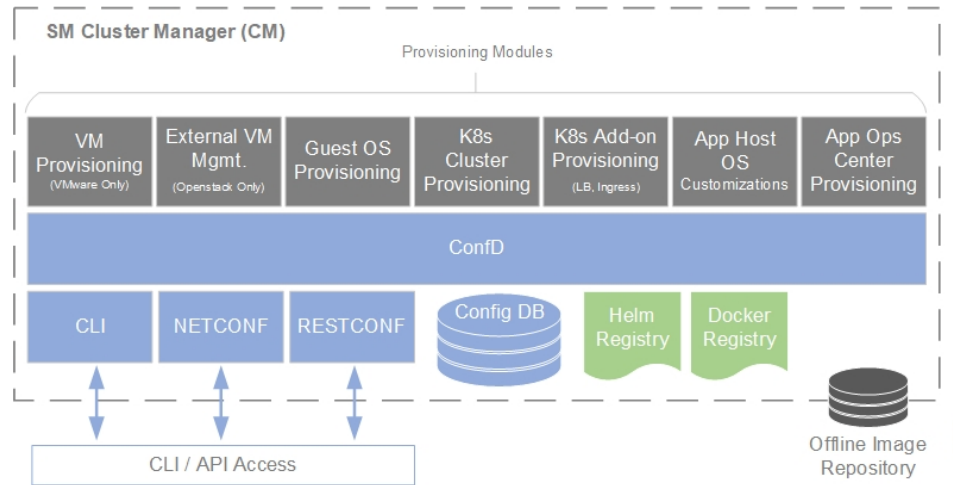 SM Cluster Manager (CM)
Provisioning Modules
VM
Provisioning
(VMware Only)
External VM
Mgmt.
(Openstack Only)
Guest OS
Provisioning
K8s
Cluster
Provisioning
K8s Add-on
Provisioning
(LB, Ingress)
App Host
OS
Customizations
App Ops
Center
Provisioning
ConfD
CLI
NETCONF
RESTCONF
Config DB
Helm
Registry
Docker
Registry
CLI / API Access
Offline Image
Repository